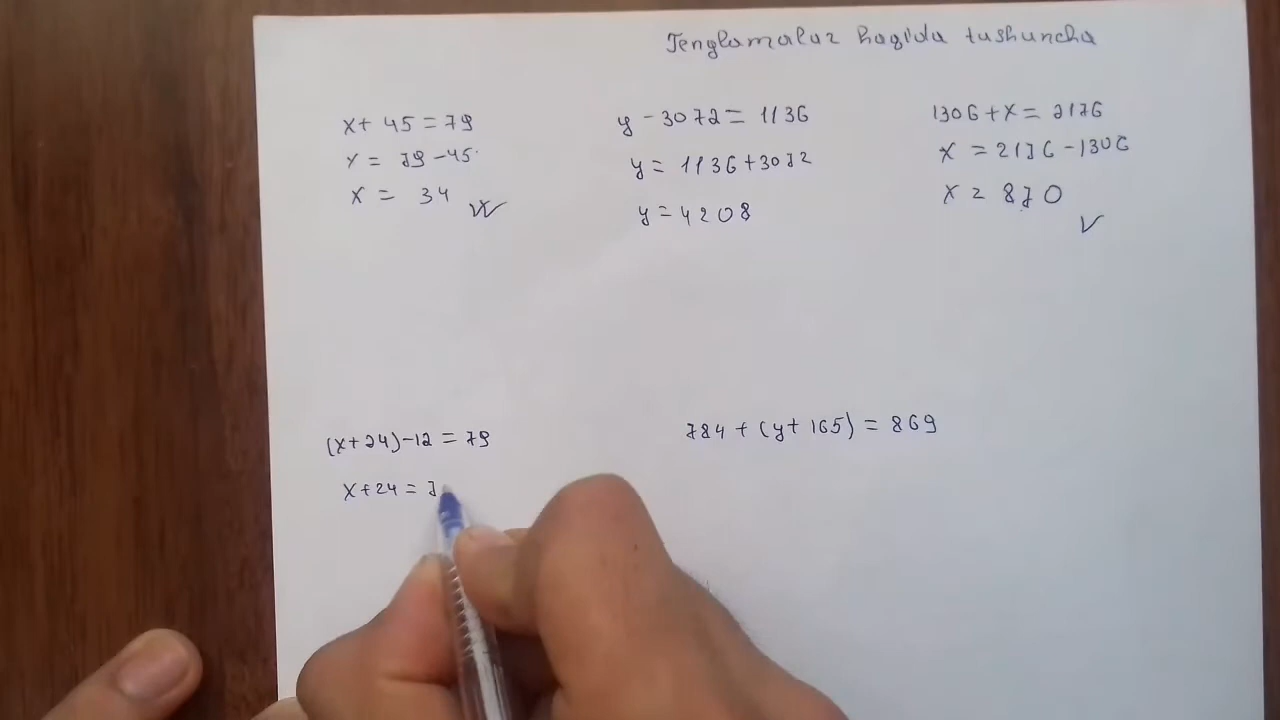 Tenglamalar haqida tushuncha
x + 45 = 79
x = 79 - 45
x = 34
y - 3072 = 1136
y = 1136 + 3072
y = 4208
1306 + x = 2176
x = 2176 - 1306
x = 870
(x + 24) - 12 = 79
x + 24 = 7
784 + (y + 165) = 869